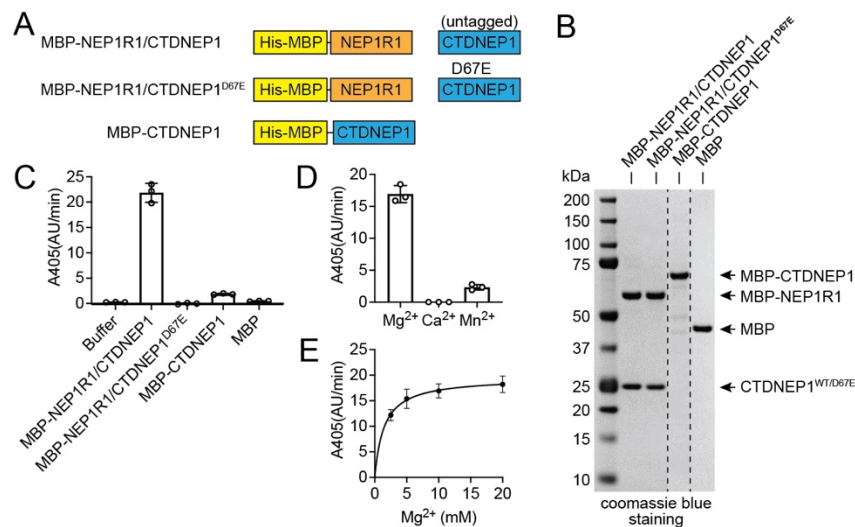 A
(untagged)
MBP-NEP1R1/CTDNEP1 His-MBP NEP1R1 CTDNEP1
D67E
MBP-NEP1R1/CTDNEP1D67E His-MBP NEP1R1 CTDNEP1
MBP-CTDNEP1 His-MBP CTDNEP1
B
MBP-NEP1R1/CTDNEP1
MBP-NEP1R1/CTDNEP1D67E
MBP-CTDNEP1
MBP
kDa
200
150
100
75
50
37
25
20
15
10
MBP-CTDNEP1
MBP-NEP1R1
MBP
CTDNEP1WT/D67E
coomassie blue
staining
C
A405(AU/min)
25
20
15
10
5
0
Buffer
MBP-NEP1R1/CTDNEP1
MBP-NEP1R1/CTDNEP1D67E
MBP-CTDNEP1
MBP
D
A405(AU/min)
20
15
10
5
0
Mg2+ Ca2+ Mn2+
E
A405(AU/min)
25
20
15
10
5
0
0 5 10 15 20
Mg2+ (mM)